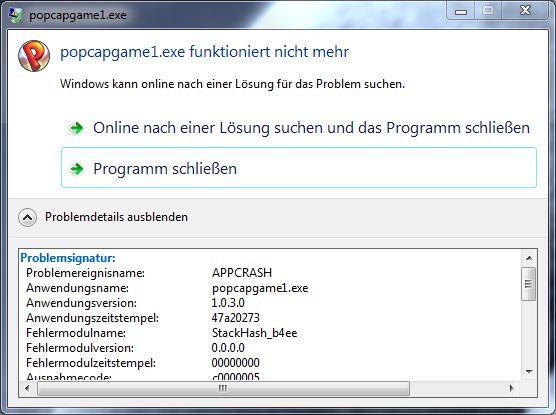 popcapgame1.exe
popcapgame1.exe funktioniert nicht mehr
Windows kann online nach einer Lösung für das Problem suchen.
Online nach einer Lösung suchen und das Programm schließen
Programm schließen
Problemdetails ausblenden
Problemsignatur:
Problemereignisname: APPCRASH
Anwendungsname: popcapgame1.exe
Anwendungsversion: 1.0.3.0
Anwendungszeitstempel: 47a20273
Fehlermodulname: StackHash_b4ee
Fehlermodulversion: 0.0.0.0
Fehlermodulzeitstempel: 00000000
Ausnahmecode: c0000005